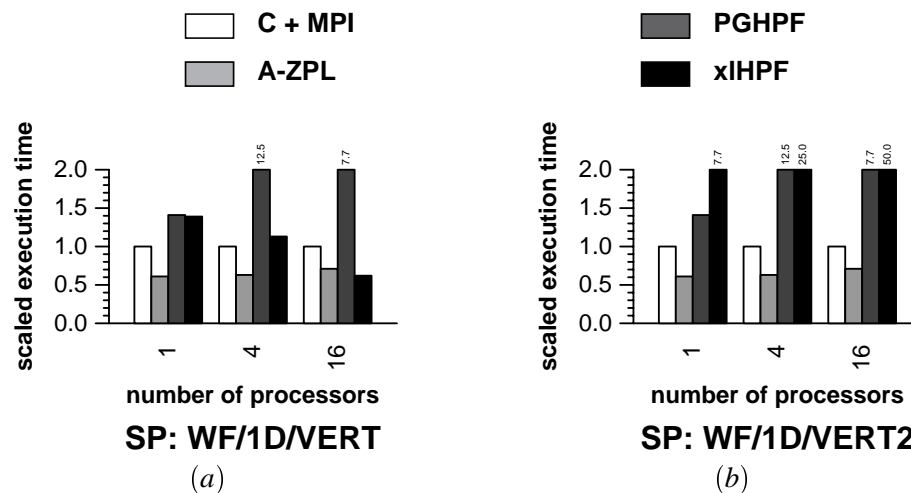 C + MPI
A-ZPL
PGHPF
xlHPF
scaled execution time
2.0
1.5
1.0
0.5
0.0
12.5
7.7
1
4
16
number of processors
SP: WF/1D/VERT
(a)
scaled execution time
2.0
1.5
1.0
0.5
0.0
7.7
12.5
25.0
7.7
50.0
1
4
16
number of processors
SP: WF/1D/VERT2
(b)